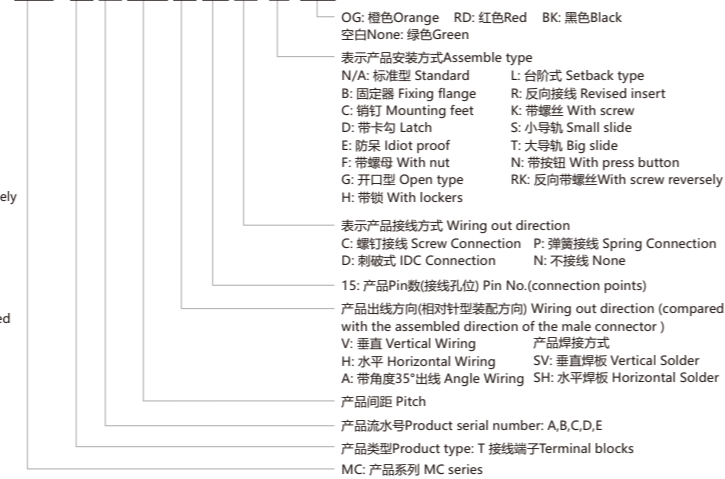 OG: 橙色Orange RD: 红色Red BK: 黑色Black
空白None: 绿色Green
表示产品安装方式Assemble type
N/A: 标准型 Standard L: 台阶式 Setback type
B: 固定器 Fixing flange R: 反向接线 Revised insert
C: 销钉 Mounting feet K: 带螺丝 With screw
D: 带卡勾 Latch S: 小导轨 Small slide
E: 防呆 Idiot proof T: 大导轨 Big slide
F: 带螺母 With nut N: 带按钮 With press button
G: 开口型 Open type RK: 反向带螺丝With screw reversely
ely
H: 带锁 With lockers
表示产品接线方式 Wiring out direction
C: 螺钉接线 Screw Connection P: 弹簧接线 Spring Connection
D: 刺破式 IDC Connection N: 不接线 None
15: 产品Pin数(接线孔位) Pin No.(connection points)
产品出线方向(相对针型装配方向) Wiring out direction (compared
ed
with the assembled direction of the male connector )
V: 垂直 Vertical Wiring 产品焊接方式
H: 水平 Horizontal Wiring SV: 垂直焊板 Vertical Solder
A: 带角度35°出线 Angle Wiring SH: 水平焊板 Horizontal Solder
产品间距 Pitch
产品流水号Product serial number: A,B,C,D,E
产品类型Product type: T 接线端子Terminal blocks
MC: 产品系列 MC series